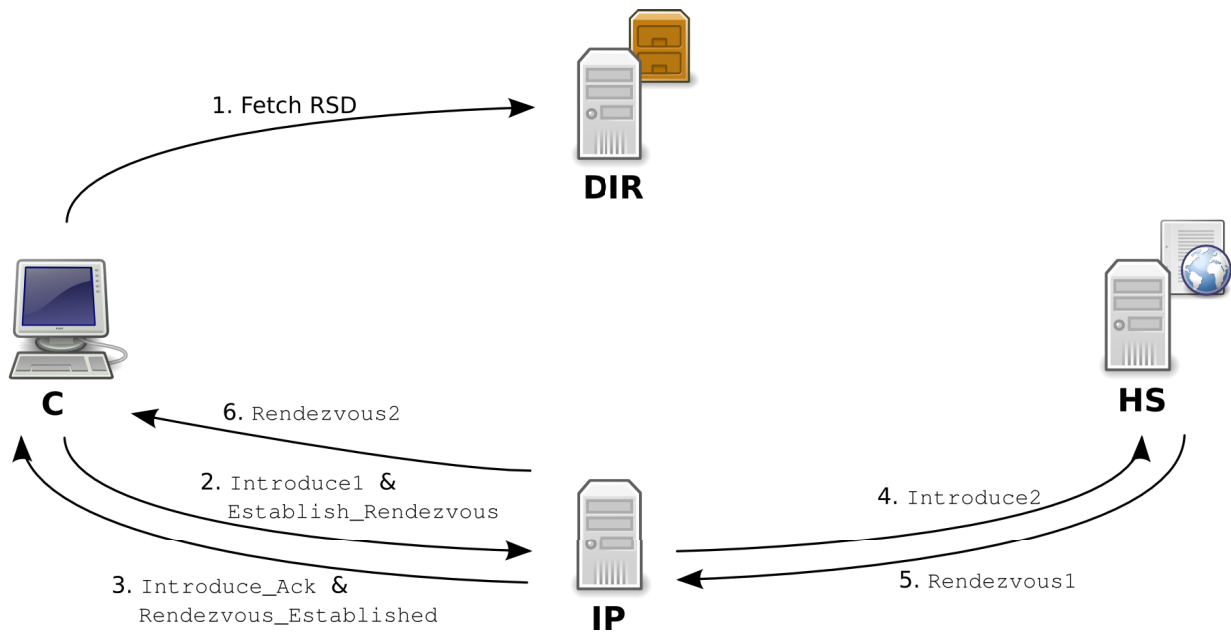 1. Fetch RSD
DIR
C
HS
6. Rendezvous2
2. Introduce1 &
Establish_Rendezvous
4. Introduce2
3. Introduce_Ack &
Rendezvous_Established
5. Rendezvous1
IP